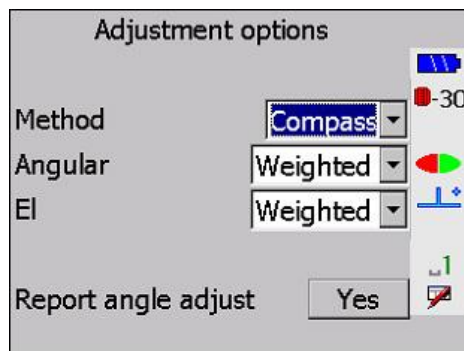 Adjustment options
-30
Method Compass
Angular Weighted
El Weighted
1
Report angle adjust Yes